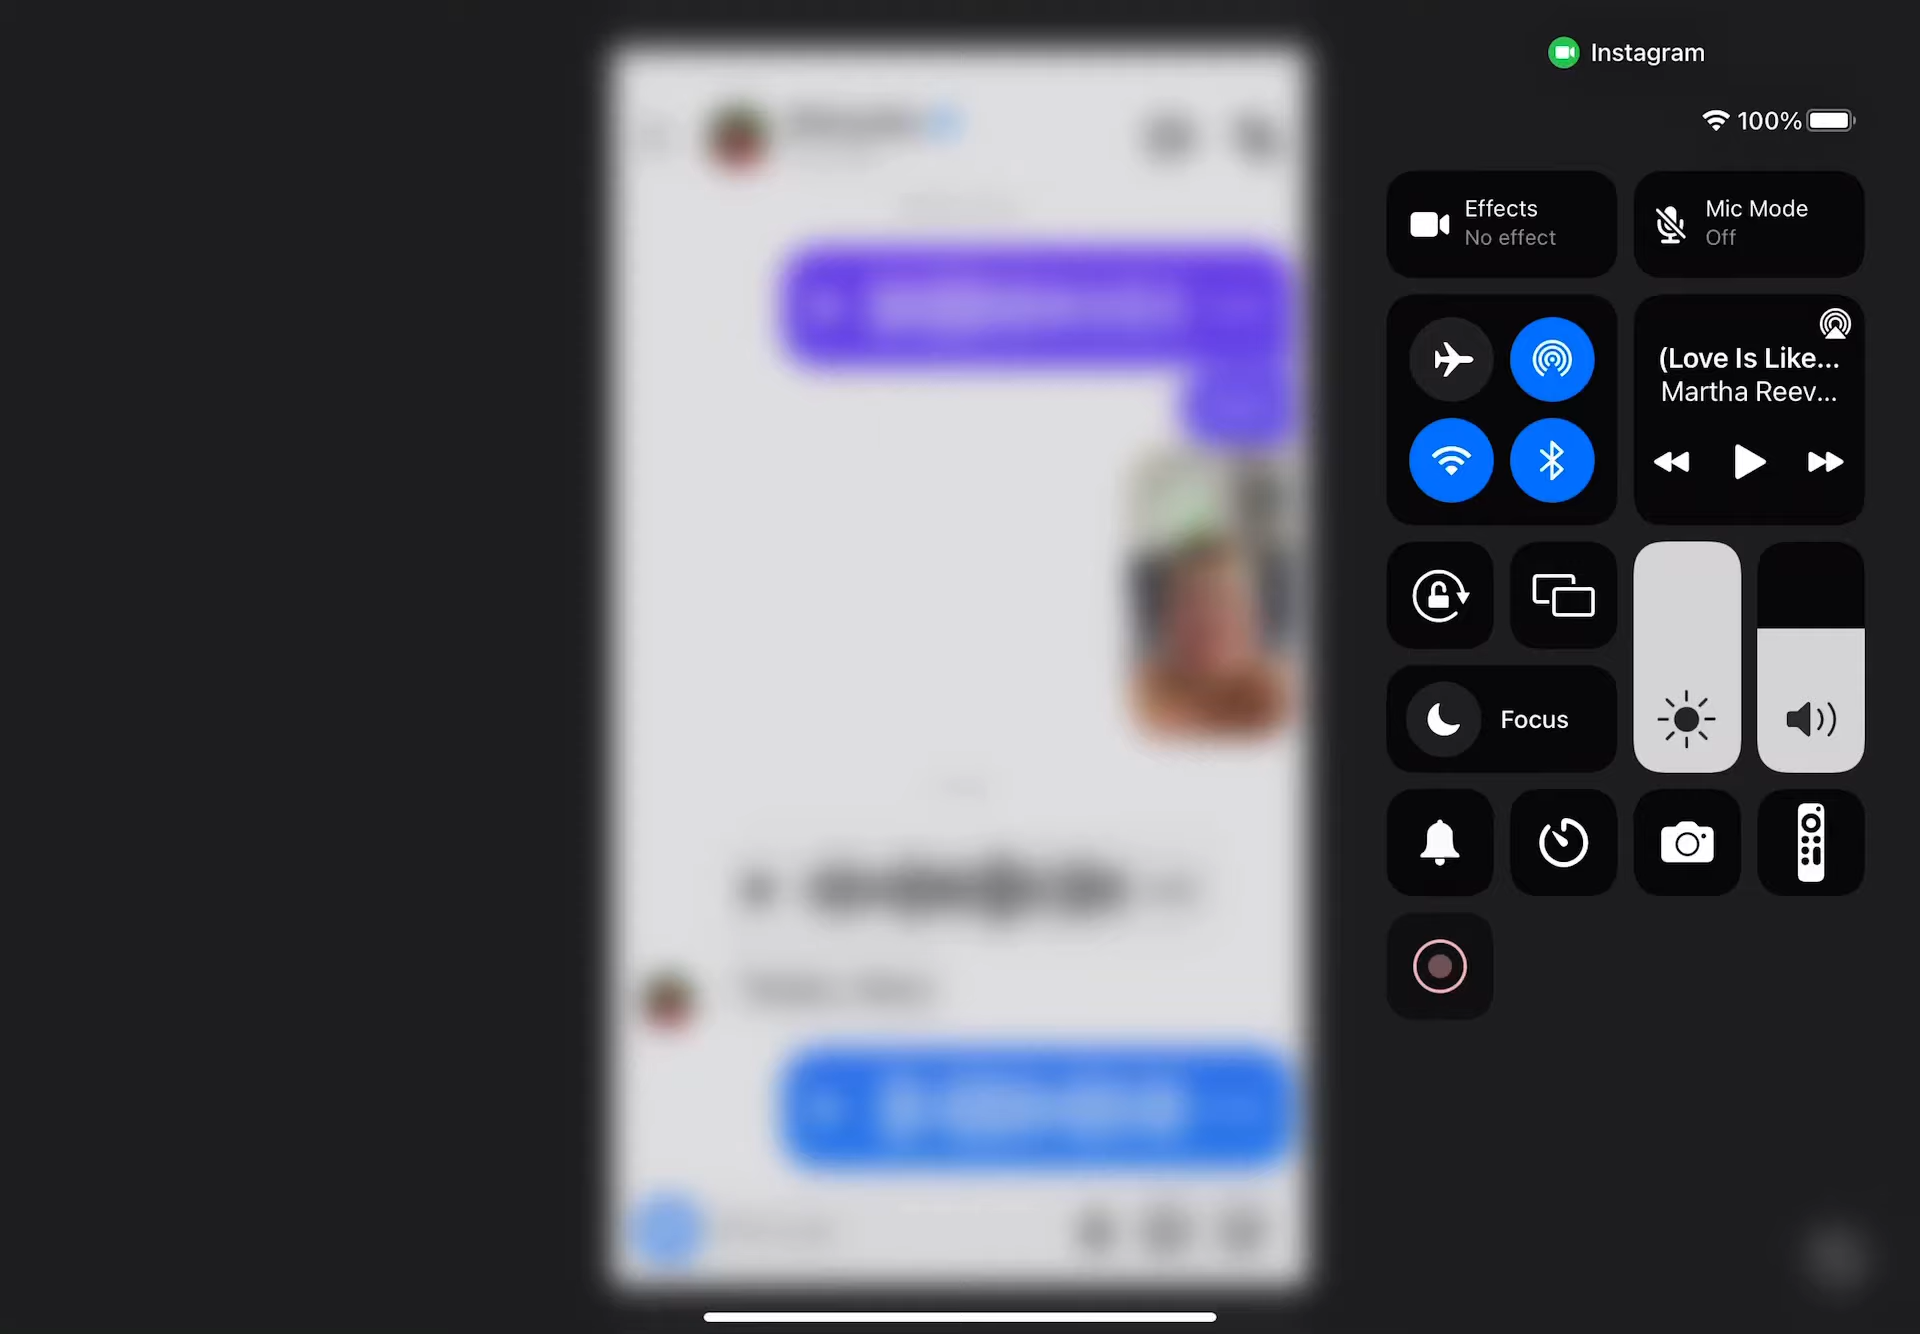 Instagram
100%
Effects
No effect
Mic Mode
Off
(Love Is Like...
Martha Reev...
Focus